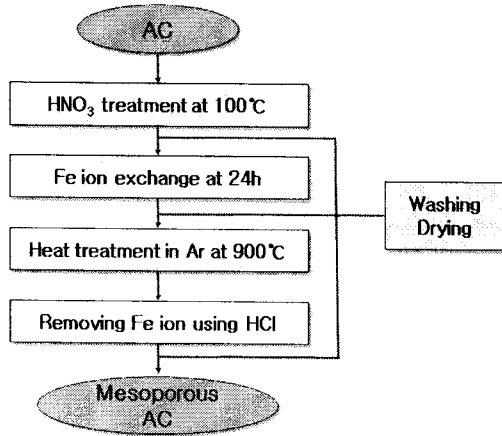 AC
HNO₃ treatment at 100℃
Fe ion exchange at 24h
Washing
Drying
Heat treatment in Ar at 900℃
Removing Fe ion using HCl
Mesoporous
AC